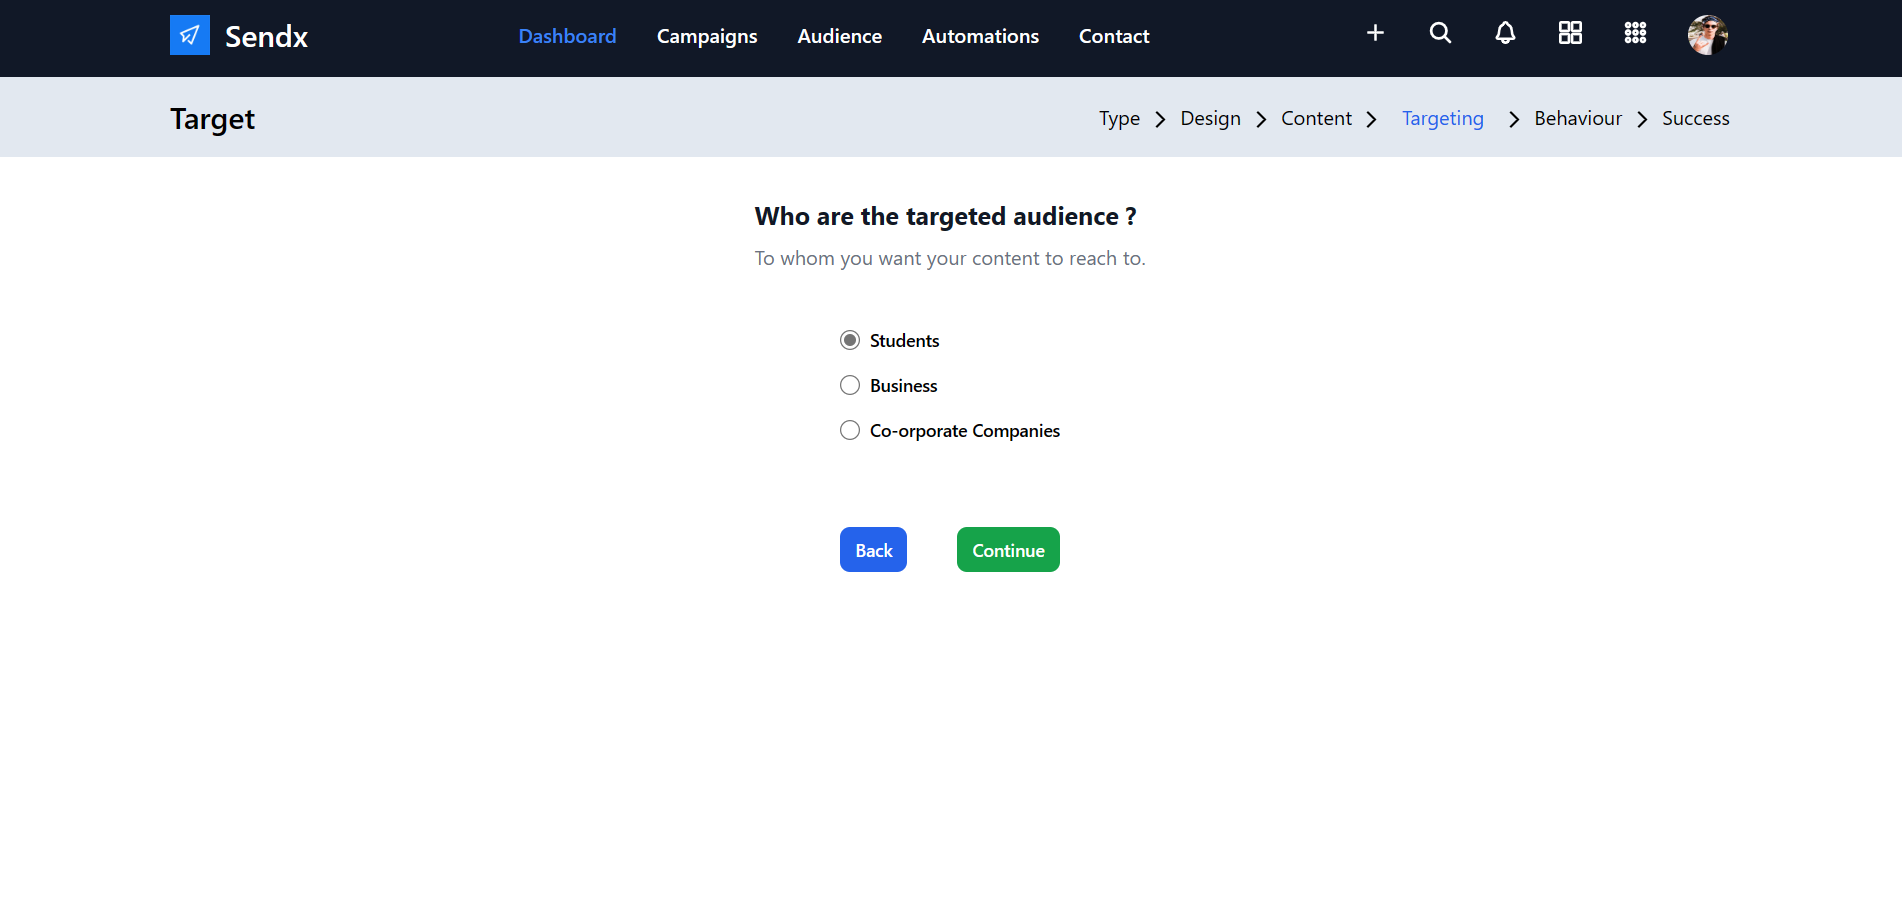 Sendx Dashboard Campaigns Audience Automations Contact
Target Type Design Content Targeting Behaviour Success
Who are the targeted audience ?
To whom you want your content to reach to.
Students
Business
Co-orporate Companies
Back Continue